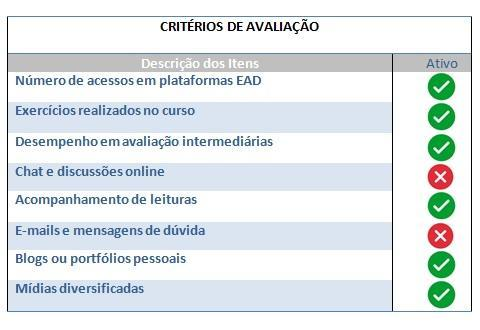 CRITÉRIOS DE AVALIAÇÃO
Descrição dos Itens Ativo
Número de acessos em plataformas EAD
Exercícios realizados no curso
Desempenho em avaliação intermediárias
Chat e discussões online
Acompanhamento de leituras
E-mails e mensagens de dúvida
Blogs ou portfólios pessoais
Mídias diversificadas